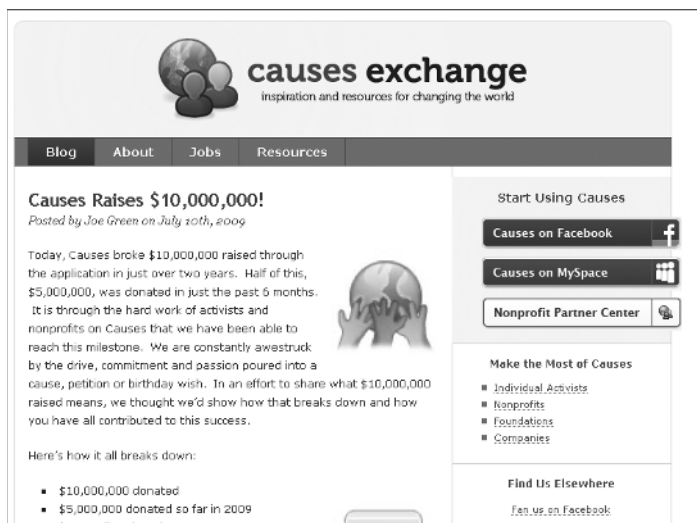 causes exchange
inspiration and resources for changing the world
Blog About Jobs Resources
Causes Raises $10,000,000!
Posted by Joe Green on July 10th, 2009
Today, Causes broke $10,000,000 raised through
the application in just over two years. Half of this,
$5,000,000, was donated in just the past 6 months.
It is through the hard work of activists and
nonprofits on Causes that we have been able to
reach this milestone. We are constantly awestruck
by the drive, commitment and passion poured into a
cause, petition or birthday wish. In an effort to share what $10,000,000
raised means, we thought we'd show how that breaks down and how
you have all contributed to this success.
Here's how it all breaks down:
$10,000,000 donated
$5,000,000 donated so far in 2009
Start Using Causes
Causes on Facebook
Causes on MySpace
Nonprofit Partner Center
Make the Most of Causes
Individual Activists
Nonprofits
Foundations
Companies
Find Us Elsewhere
Fan us on Facebook